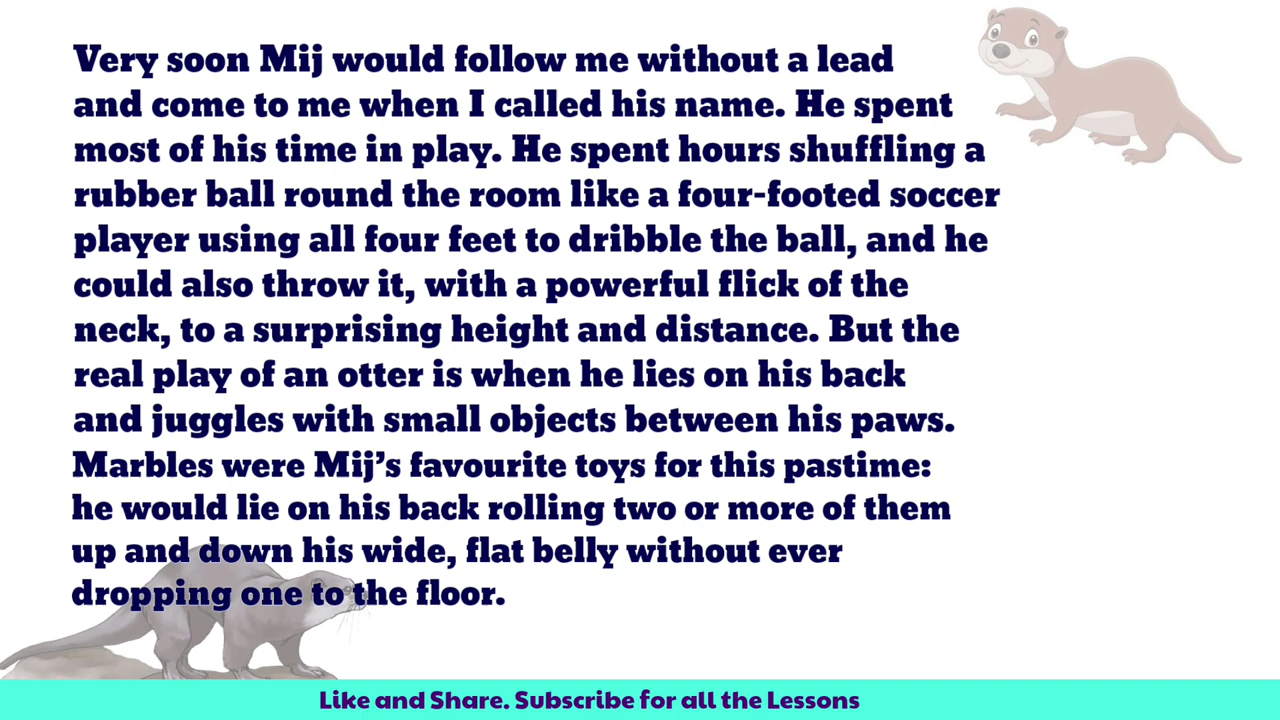 Very soon Mij would follow me without a lead
and come to me when I called his name. He spent
most of his time in play. He spent hours shuffling a
rubber ball round the room like a four-footed soccer
player using all four feet to dribble the ball, and he
could also throw it, with a powerful flick of the
neck, to a surprising height and distance. But the
real play of an otter is when he lies on his back
and juggles with small objects between his paws.
Marbles were Mij’s favourite toys for this pastime:
he would lie on his back rolling two or more of them
up and down his wide, flat belly without ever
dropping one to the floor.
Like and Share. Subscribe for all the Lessons